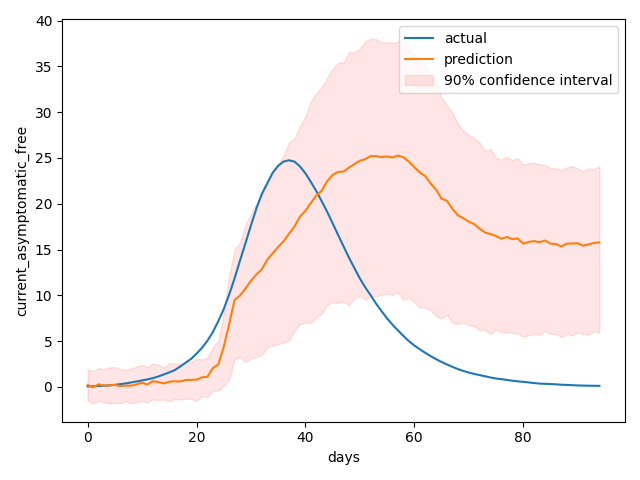 40
35
30
25
20
15
10
5
0
current_asymptomatic_free
actual
prediction
90% confidence interval
0 20 40 60 80
days